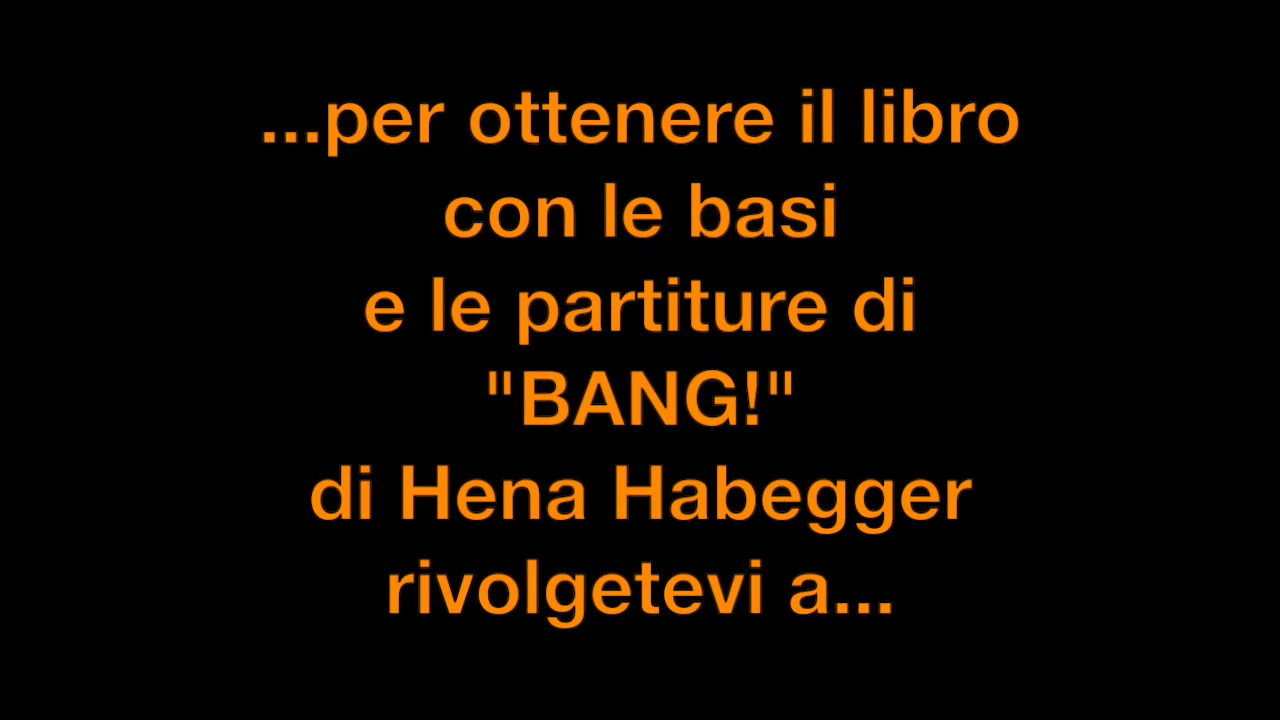 ...per ottenere il libro
con le basi
e le partiture di
"BANG!"
di Hena Habegger
rivolgetevi a...